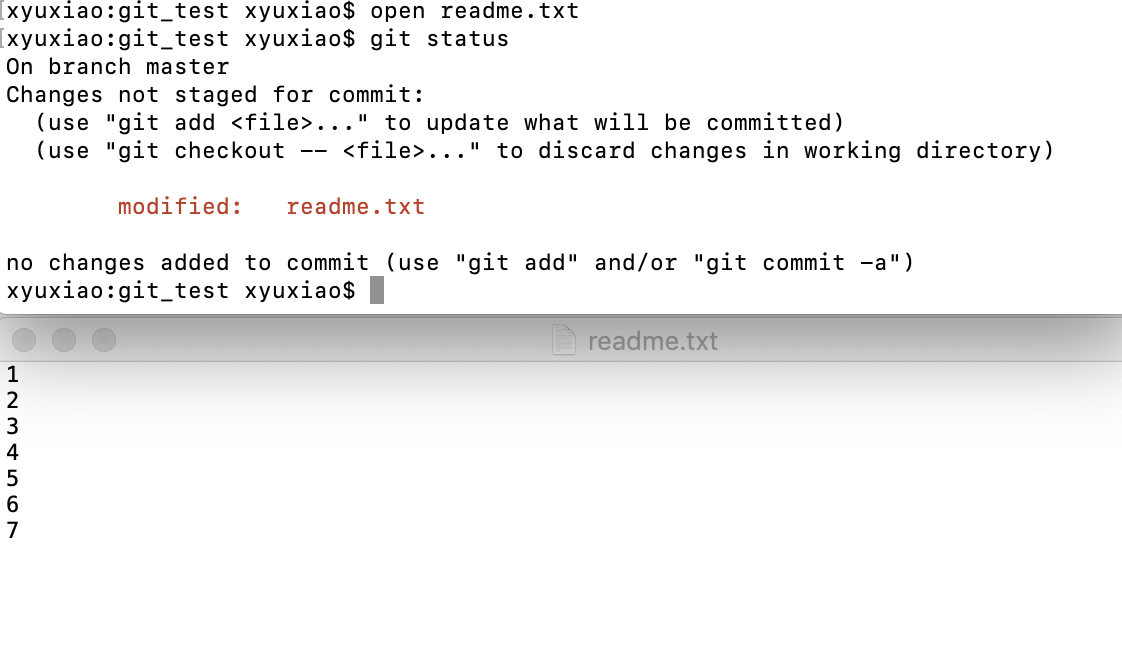 [xyuxiao:git_test xyuxiao$ open readme.txt
[xyuxiao:git_test xyuxiao$ git status
On branch master
Changes not staged for commit:
  (use "git add <file>..." to update what will be committed)
  (use "git checkout -- <file>..." to discard changes in working directory)
        modified:   readme.txt
no changes added to commit (use "git add" and/or "git commit -a")
xyuxiao:git_test xyuxiao$
readme.txt
1
2
3
4
5
6
7